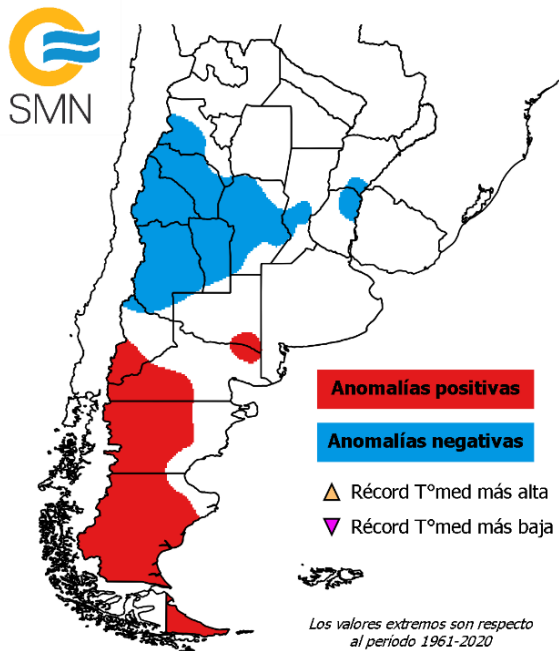 SMN
Anomalías positivas
Anomalías negativas
Récord T°med más alta
Récord T°med más baja
Los valores extremos son respecto
al período 1961-2020